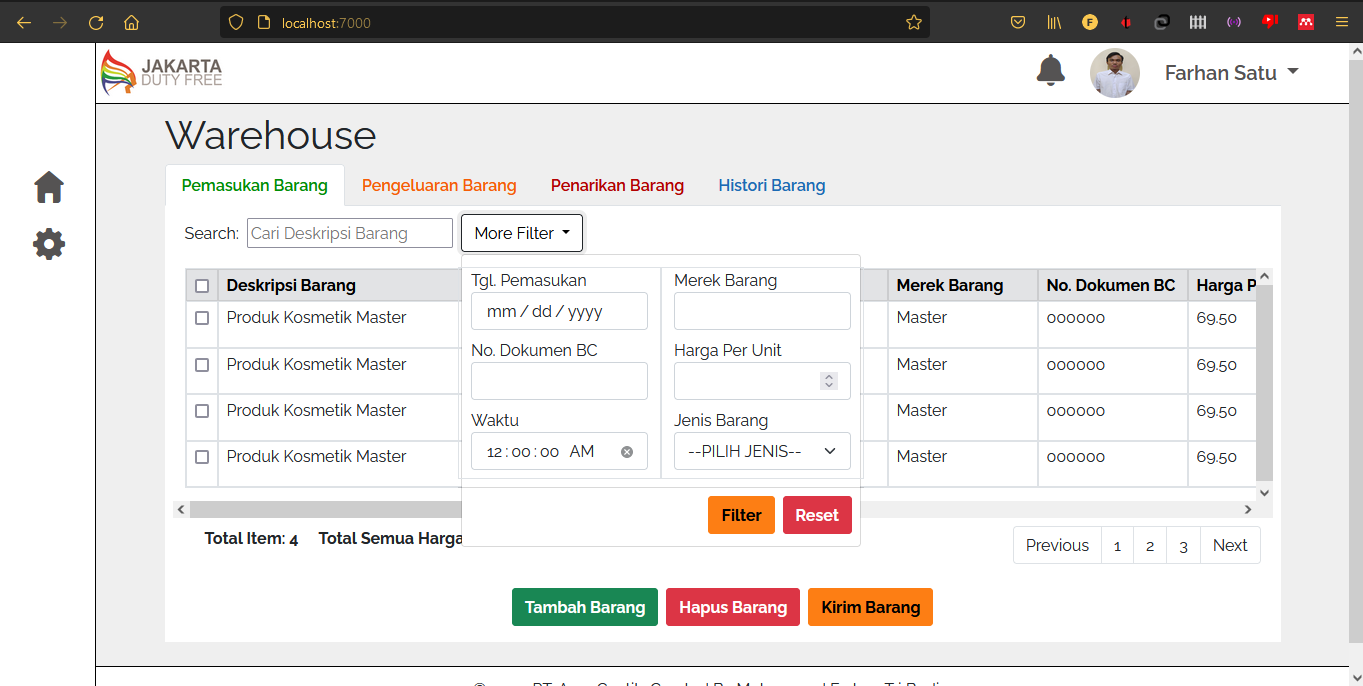 localhost:7000
JAKARTA
DUTY FREE
Farhan Satu
Warehouse
Pemasukan Barang Pengeluaran Barang Penarikan Barang Histori Barang
Search: Cari Deskripsi Barang More Filter
Deskripsi Barang Merek Barang No. Dokumen BC Harga P
Produk Kosmetik Master Master 000000 69.50
Produk Kosmetik Master Master 000000 69.50
Produk Kosmetik Master Master 000000 69.50
Produk Kosmetik Master Master 000000 69.50
Tgl. Pemasukan Merek Barang
mm / dd / yyyy
No. Dokumen BC Harga Per Unit
Waktu Jenis Barang
12 : 00 : 00 AM --PILIH JENIS--
Filter Reset
Total Item: 4 Total Semua Harga
Previous 1 2 3 Next
Tambah Barang Hapus Barang Kirim Barang